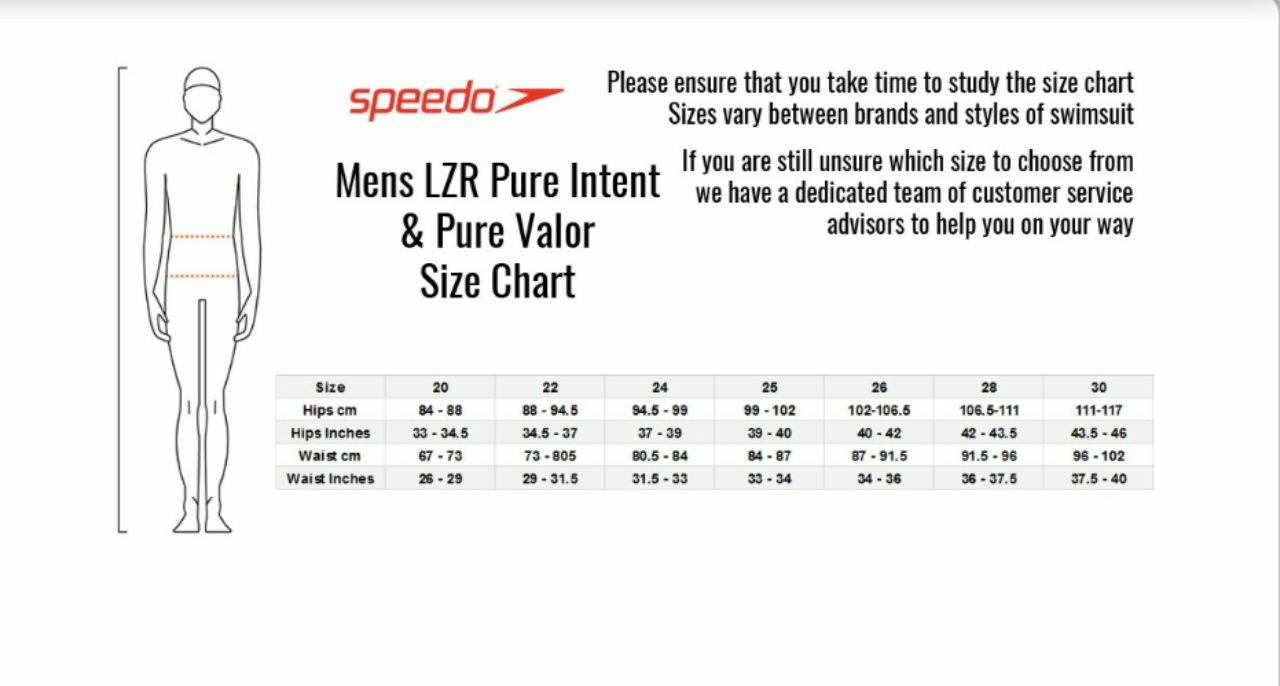 speedo
Please ensure that you take time to study the size chart
Sizes vary between brands and styles of swimsuit
If you are still unsure which size to choose from
we have a dedicated team of customer service
advisors to help you on your way
Mens LZR Pure Intent
& Pure Valor
Size Chart
Size 20 22 24 25 26 28 30
Hips cm 84 - 88 88 - 94.5 94.5 - 99 99 - 102 102-106.5 106.5-111 111-117
Hips Inches 33 - 34.5 34.5 - 37 37 - 39 39 - 40 40 - 42 42 - 43.5 43.5 - 46
Waist cm 67 - 73 73 - 805 80.5 - 84 84 - 87 87 - 91.5 91.5 - 96 96 - 102
Waist Inches 26 - 29 29 - 31.5 31.5 - 33 33 - 34 34 - 36 36 - 37.5 37.5 - 40